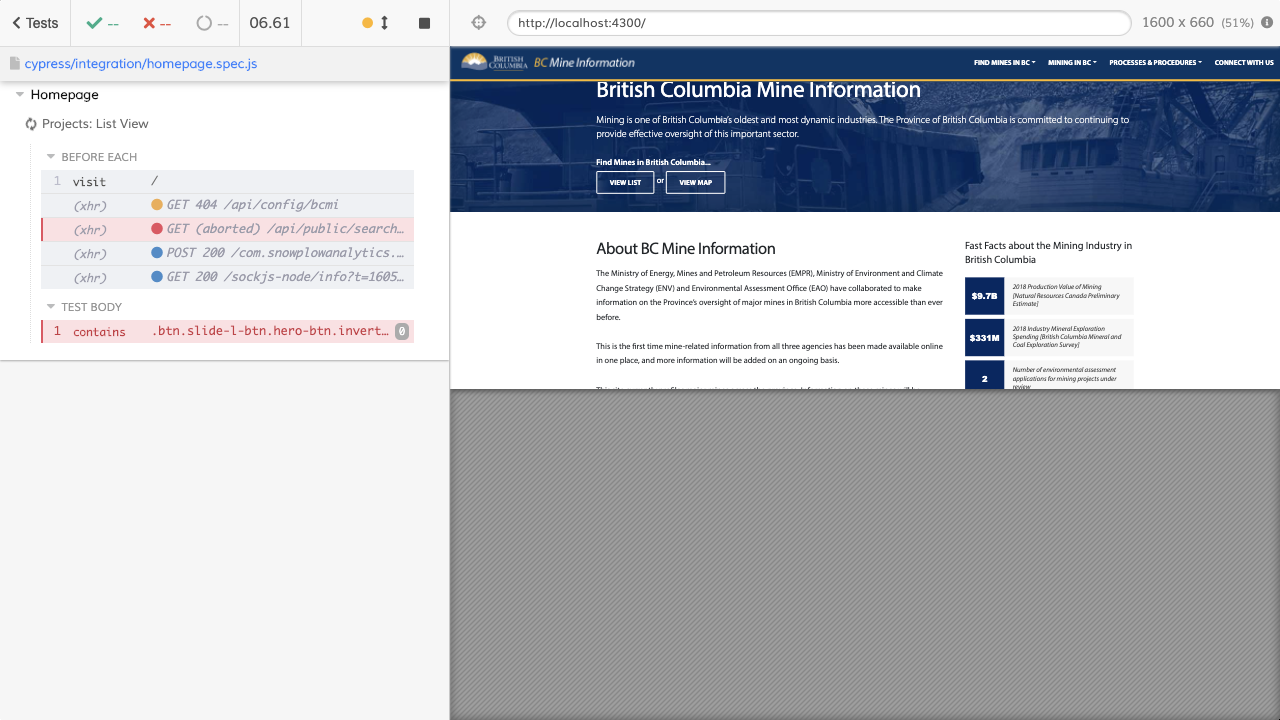 Tests
--
--
--
06.61
http://localhost:4300/
1600 x 660 (51%)
cypress/integration/homepage.spec.js
Homepage
Projects: List View
BEFORE EACH
1 visit /
(xhr) GET 404 /api/config/bcmi
(xhr) GET (aborted) /api/public/search…
(xhr) POST 200 /com.snowplowanalytics.…
(xhr) GET 200 /sockjs-node/info?t=1605…
TEST BODY
1 contains .btn.slide-l-btn.hero-btn.invert… 0
BRITISH COLUMBIA
BC Mine Information
FIND MINES IN BC
MINING IN BC
PROCESSES & PROCEDURES
CONNECT WITH US
British Columbia Mine Information
Mining is one of British Columbia's oldest and most dynamic industries. The Province of British Columbia is committed to continuing to
provide effective oversight of this important sector.
Find Mines in British Columbia...
VIEW LIST or VIEW MAP
About BC Mine Information
The Ministry of Energy, Mines and Petroleum Resources (EMPR), Ministry of Environment and Climate
Change Strategy (ENV) and Environmental Assessment Office (EAO) have collaborated to make
information on the Province's oversight of major mines in British Columbia more accessible than ever
before.
This is the first time mine-related information from all three agencies has been made available online
in one place, and more information will be added on an ongoing basis.
Fast Facts about the Mining Industry in
British Columbia
$9.7B
2018 Production Value of Mining
[Natural Resources Canada Preliminary
Estimate]
$331M
2018 Industry Mineral Exploration
Spending [British Columbia Mineral and
Coal Exploration Survey]
2
Number of environmental assessment
applications for mining projects under
review